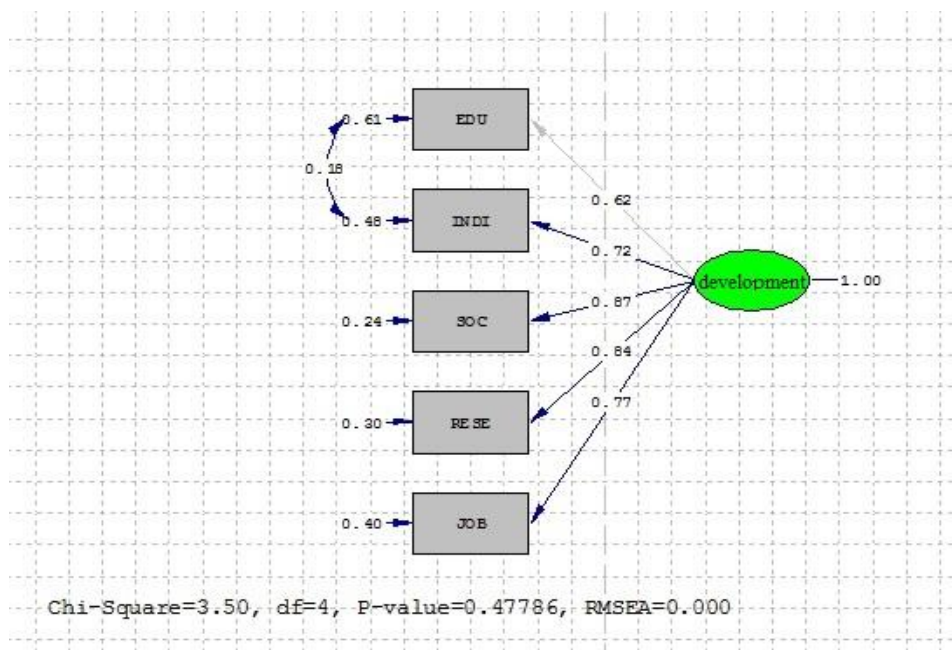 0.61
EDU
0.18
0.62
0.48
INDI
0.72
development
1.00
0.87
0.24
SOC
0.84
0.77
0.30
RESE
0.40
JOB
Chi-Square=3.50, df=4, P-value=0.47786, RMSEA=0.000